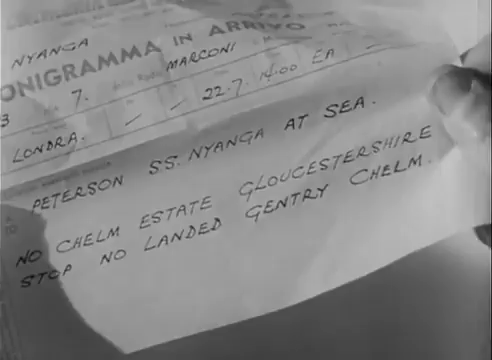 NYANGA
ONIGRAMMA IN ARRIVO
3 7. MARCONI
LONDRA. — — 22.7. 14.00 EA —
PETERSON S.S. NYANGA AT SEA.
NO CHELM ESTATE GLOUCESTERSHIRE
STOP NO LANDED GENTRY CHELM.